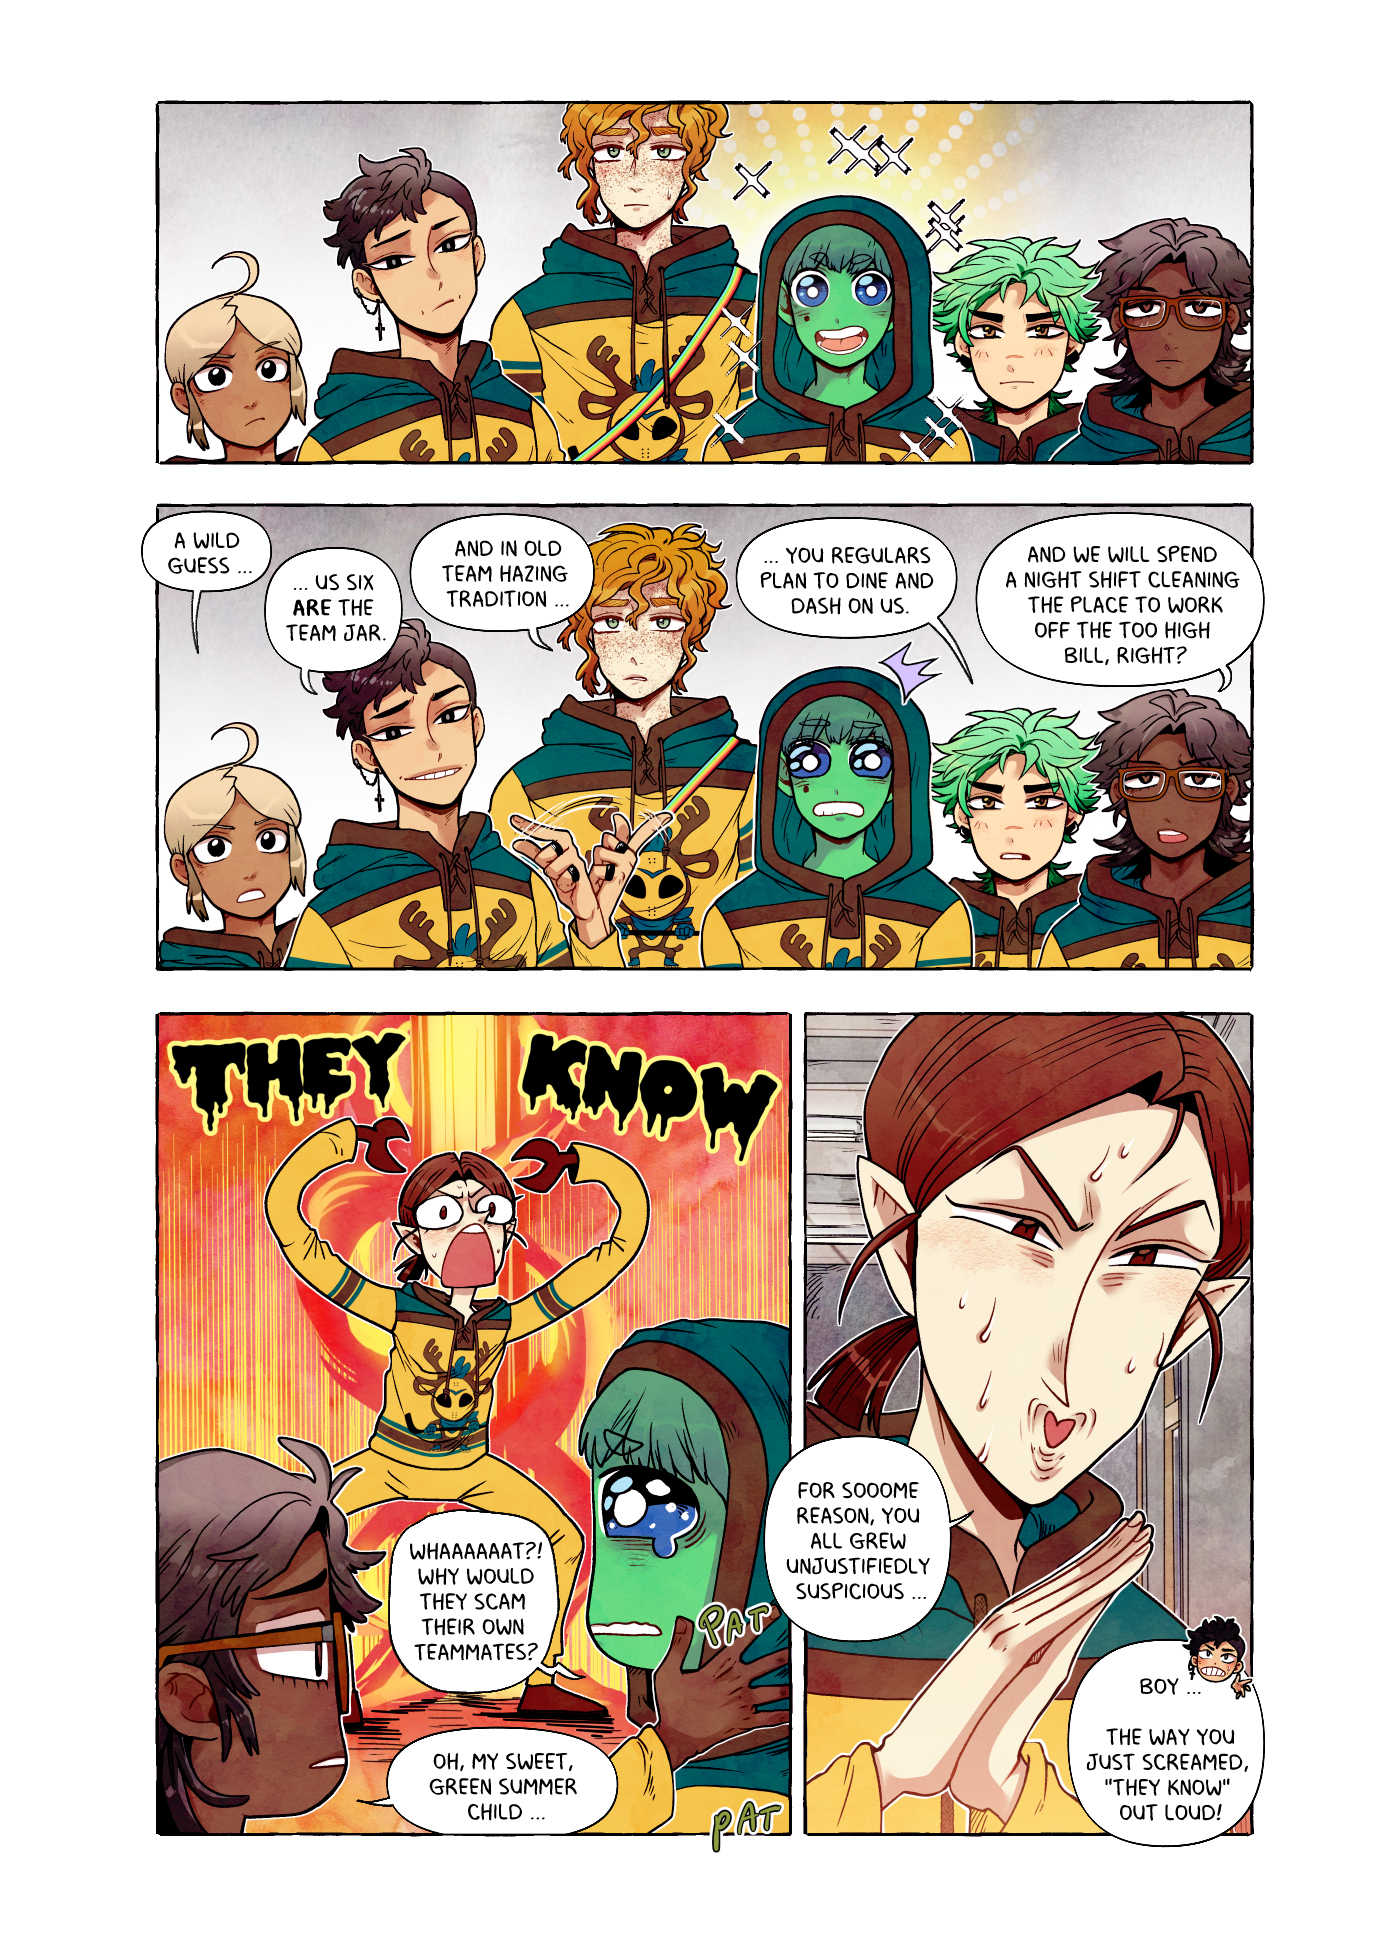 A WILD
GUESS ...
... US SIX
ARE THE
TEAM JAR.
AND IN OLD
TEAM HAZING
TRADITION ...
... YOU REGULARS
PLAN TO DINE AND
DASH ON US.
AND WE WILL SPEND
A NIGHT SHIFT CLEANING
THE PLACE TO WORK
OFF THE TOO HIGH
BILL, RIGHT?
THEY KNOW
WHAAAAAAT?!
WHY WOULD
THEY SCAM
THEIR OWN
TEAMMATES?
PAT
OH, MY SWEET,
GREEN SUMMER
CHILD ...
PAT
FOR SOOOME
REASON, YOU
ALL GREW
UNJUSTIFIEDLY
SUSPICIOUS ...
BOY ...
THE WAY YOU
JUST SCREAMED,
"THEY KNOW"
OUT LOUD!